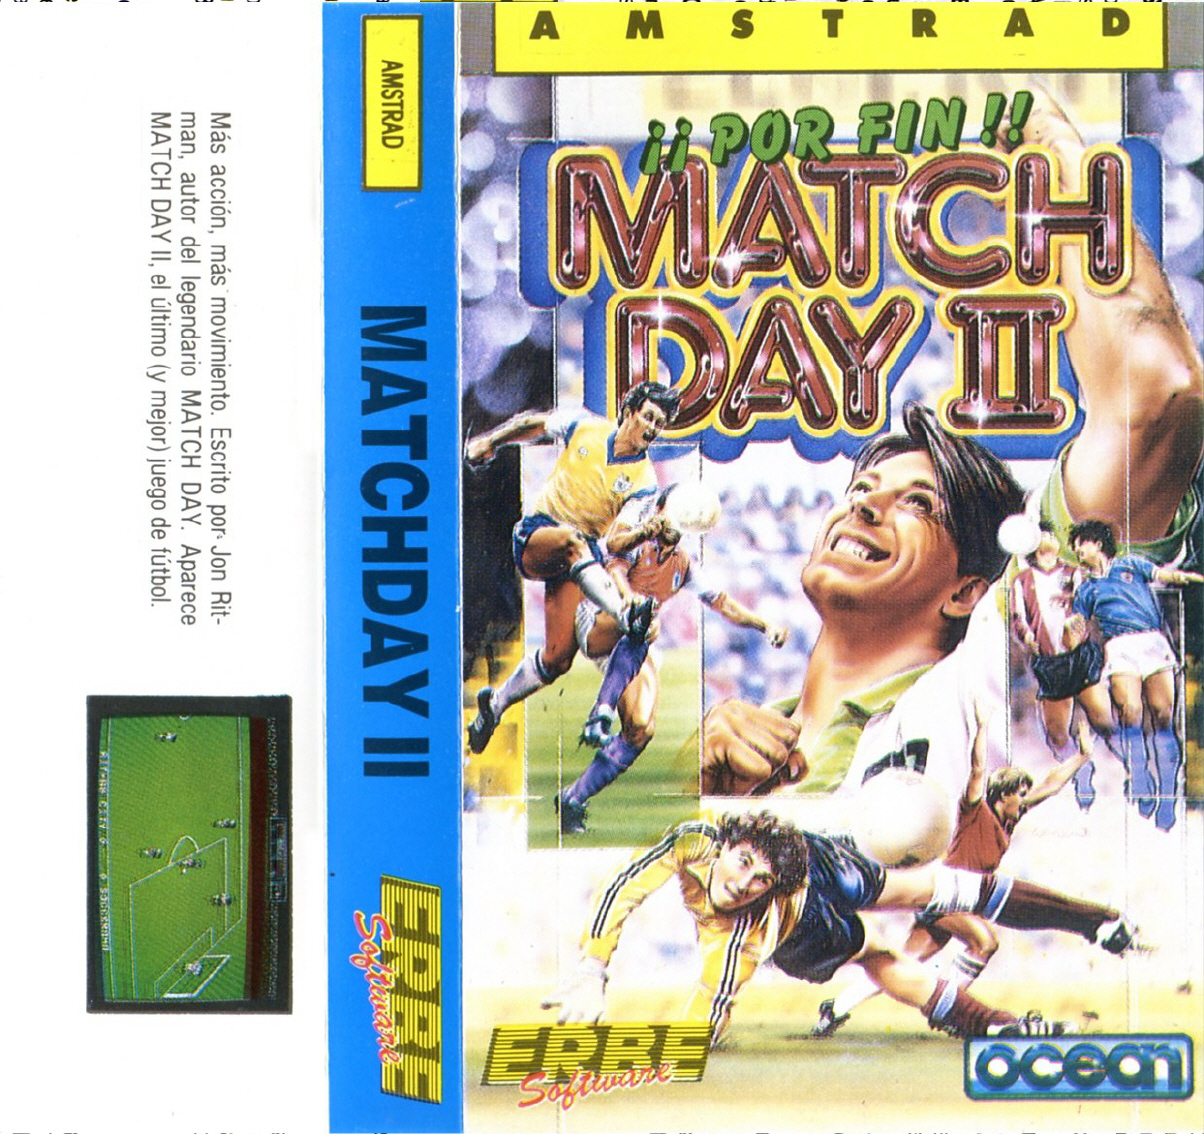 Más acción, más movimiento. Escrito por Jon Rit-
man, autor del legendario MATCH DAY. Aparece
MATCH DAY II, el último (y mejor) juego de fútbol.
AMSTRAD
MATCHDAY II
ERBE
Software
AMSTRAD
¡¡POR FIN!!
MATCH
DAY II
ERBE
Software
ocean